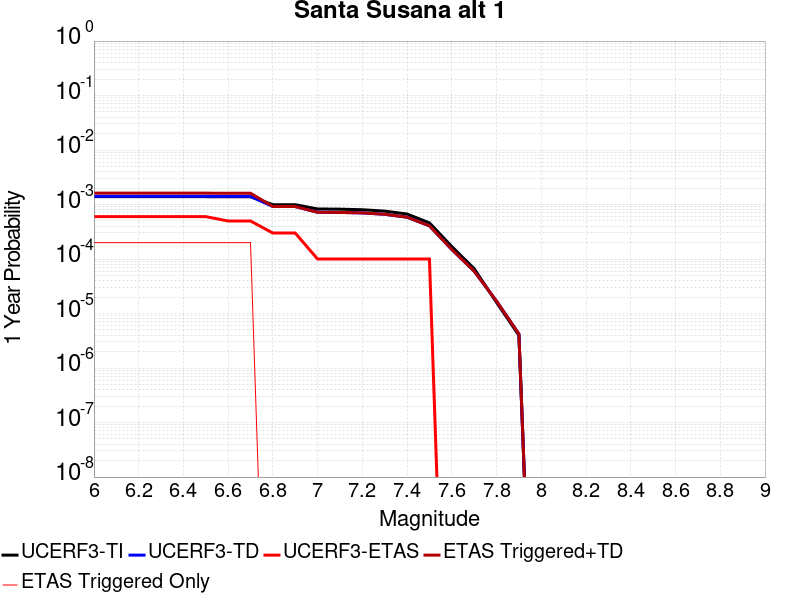 Santa Susana alt 1
1 Year Probability
10^0
10^-1
10^-2
10^-3
10^-4
10^-5
10^-6
10^-7
10^-8
6 6.2 6.4 6.6 6.8 7 7.2 7.4 7.6 7.8 8 8.2 8.4 8.6 8.8 9
Magnitude
UCERF3-TI UCERF3-TD UCERF3-ETAS ETAS Triggered+TD
ETAS Triggered Only